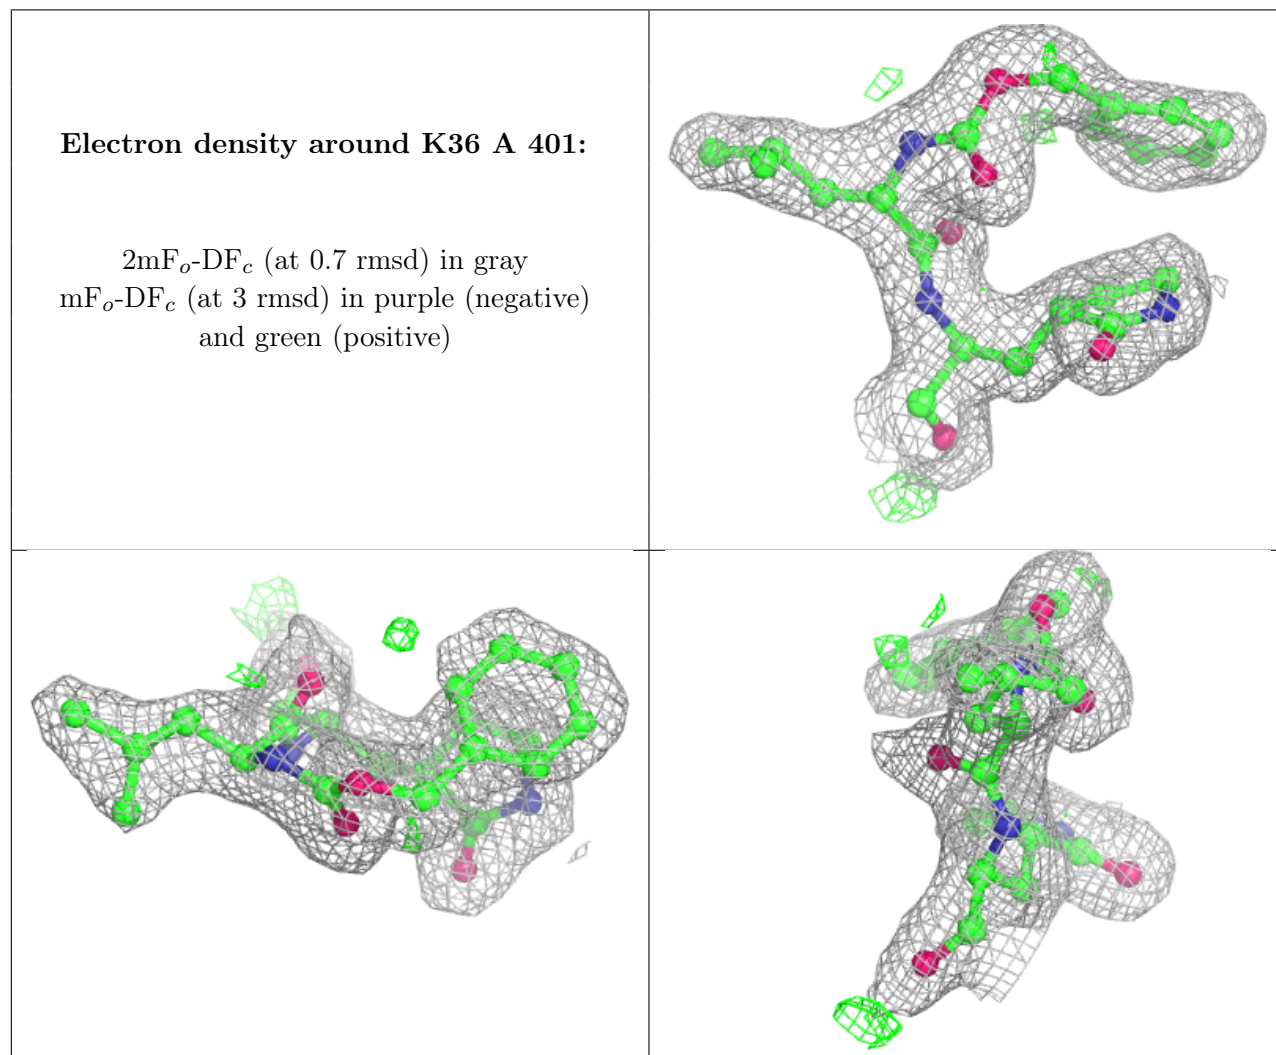 Electron density around K36 A 401:
2mFₒ-DF𝒸 (at 0.7 rmsd) in gray
mFₒ-DF𝒸 (at 3 rmsd) in purple (negative)
and green (positive)